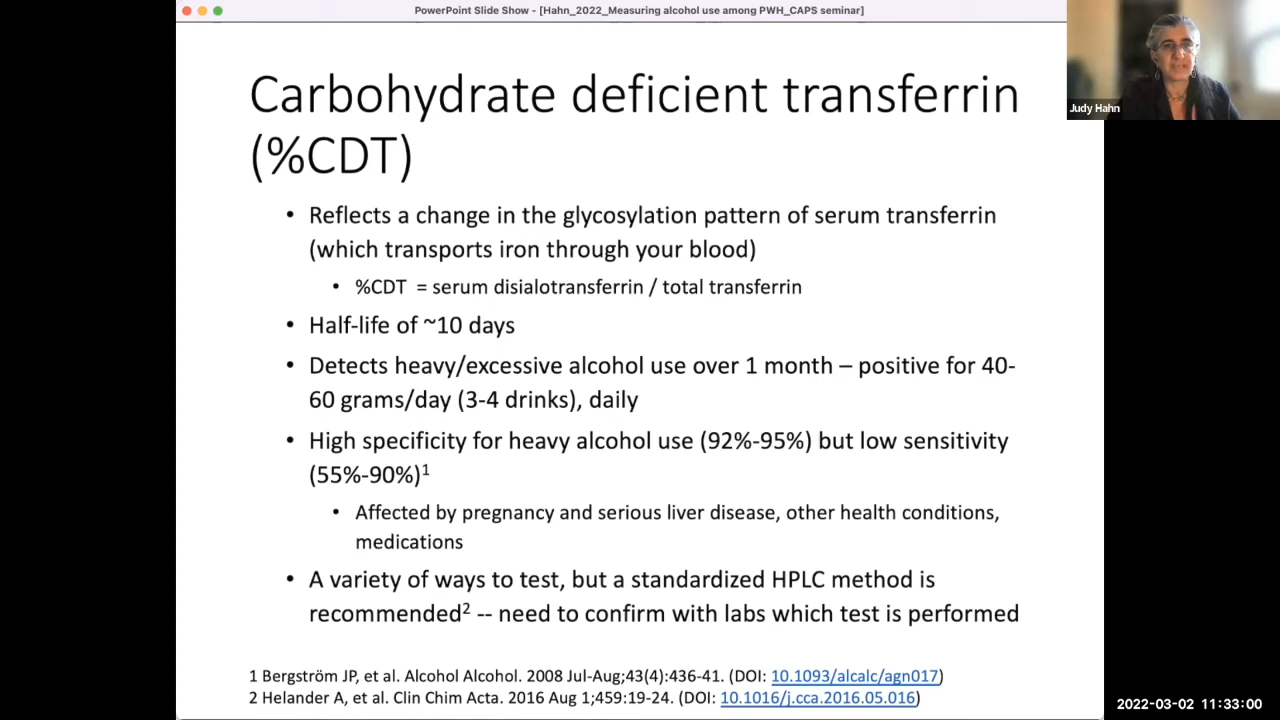 PowerPoint Slide Show - [Hahn_2022_Measuring alcohol use among PWH_CAPS seminar]
Judy Hahn
Carbohydrate deficient transferrin
(%CDT)
• Reflects a change in the glycosylation pattern of serum transferrin
(which transports iron through your blood)
• %CDT = serum disialotransferrin / total transferrin
• Half-life of ~10 days
• Detects heavy/excessive alcohol use over 1 month – positive for 40-
60 grams/day (3-4 drinks), daily
• High specificity for heavy alcohol use (92%-95%) but low sensitivity
(55%-90%)¹
• Affected by pregnancy and serious liver disease, other health conditions,
medications
• A variety of ways to test, but a standardized HPLC method is
recommended² -- need to confirm with labs which test is performed
1 Bergström JP, et al. Alcohol Alcohol. 2008 Jul-Aug;43(4):436-41. (DOI: 10.1093/alcalc/agn017)
2 Helander A, et al. Clin Chim Acta. 2016 Aug 1;459:19-24. (DOI: 10.1016/j.cca.2016.05.016)
2022-03-02 11:33:00